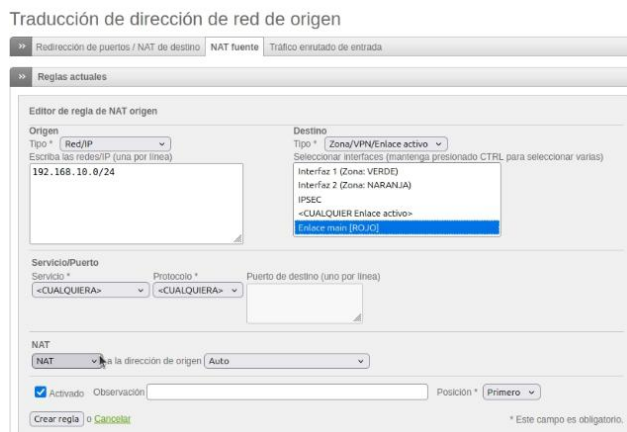 Traducción de dirección de red de origen
» Redirección de puertos / NAT de destino NAT fuente Tráfico enrutado de entrada
» Reglas actuales
Editor de regla de NAT origen
Origen Destino
Tipo * Red/IP Tipo * Zona/VPN/Enlace activo
Escriba las redes/IP (una por línea) Seleccionar interfaces (mantenga presionado CTRL para seleccionar varias)
192.168.10.0/24 Interfaz 1 (Zona: VERDE)
Interfaz 2 (Zona: NARANJA)
IPSEC
<CUALQUIER Enlace activo>
Enlace main [ROJO]
Servicio/Puerto
Servicio * Protocolo * Puerto de destino (uno por línea)
<CUALQUIERA> <CUALQUIERA>
NAT
NAT a la dirección de origen Auto
Activado Observación Posición * Primero
Crear regla o Cancelar * Este campo es obligatorio.